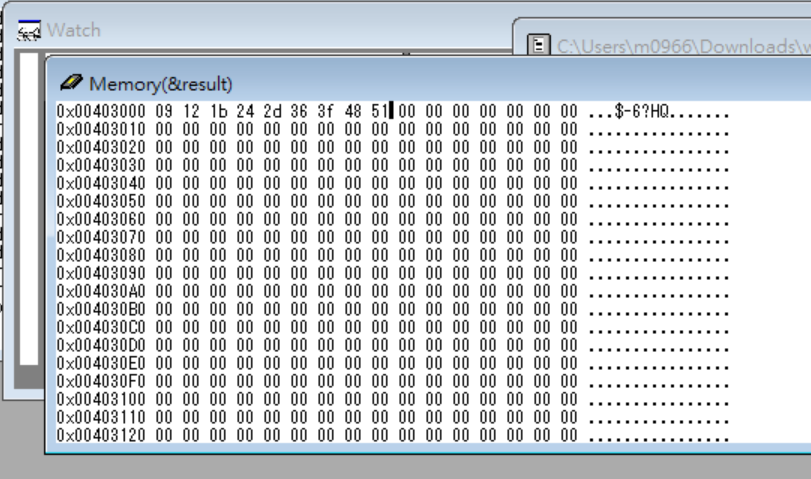 Watch
C:\Users\m0966\Downloads\w
Memory(&result)
0x00403000 09 12 1b 24 2d 36 3f 48 51 00 00 00 00 00 00 00 ...$-6?HQ.......
0x00403010 00 00 00 00 00 00 00 00 00 00 00 00 00 00 00 00 ................
0x00403020 00 00 00 00 00 00 00 00 00 00 00 00 00 00 00 00 ................
0x00403030 00 00 00 00 00 00 00 00 00 00 00 00 00 00 00 00 ................
0x00403040 00 00 00 00 00 00 00 00 00 00 00 00 00 00 00 00 ................
0x00403050 00 00 00 00 00 00 00 00 00 00 00 00 00 00 00 00 ................
0x00403060 00 00 00 00 00 00 00 00 00 00 00 00 00 00 00 00 ................
0x00403070 00 00 00 00 00 00 00 00 00 00 00 00 00 00 00 00 ................
0x00403080 00 00 00 00 00 00 00 00 00 00 00 00 00 00 00 00 ................
0x00403090 00 00 00 00 00 00 00 00 00 00 00 00 00 00 00 00 ................
0x004030A0 00 00 00 00 00 00 00 00 00 00 00 00 00 00 00 00 ................
0x004030B0 00 00 00 00 00 00 00 00 00 00 00 00 00 00 00 00 ................
0x004030C0 00 00 00 00 00 00 00 00 00 00 00 00 00 00 00 00 ................
0x004030D0 00 00 00 00 00 00 00 00 00 00 00 00 00 00 00 00 ................
0x004030E0 00 00 00 00 00 00 00 00 00 00 00 00 00 00 00 00 ................
0x004030F0 00 00 00 00 00 00 00 00 00 00 00 00 00 00 00 00 ................
0x00403100 00 00 00 00 00 00 00 00 00 00 00 00 00 00 00 00 ................
0x00403110 00 00 00 00 00 00 00 00 00 00 00 00 00 00 00 00 ................
0x00403120 00 00 00 00 00 00 00 00 00 00 00 00 00 00 00 00 ................